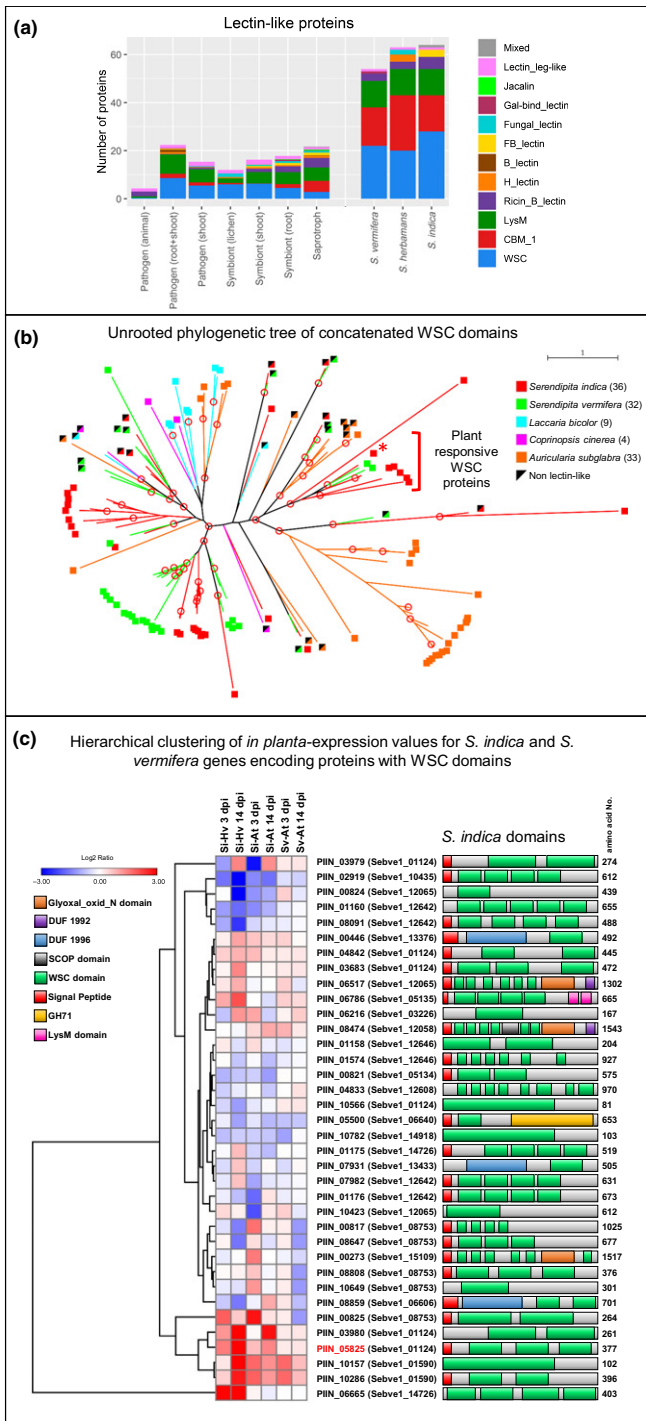 (a)
Lectin-like proteins
Number of proteins
60
40
20
0
Pathogen (animal)
Pathogen (root+shoot)
Pathogen (shoot)
Symbiont (lichen)
Symbiont (shoot)
Symbiont (root)
Saprotroph
S. vermifera
S. herbamans
S. indica
Mixed
Lectin_leg-like
Jacalin
Gal-bind_lectin
Fungal_lectin
FB_lectin
B_lectin
H_lectin
Ricin_B_lectin
LysM
CBM_1
WSC
(b)
Unrooted phylogenetic tree of concatenated WSC domains
1
Serendipita indica (36)
Serendipita vermifera (32)
Laccaria bicolor (9)
Coprinopsis cinerea (4)
Auricularia subglabra (33)
Non lectin-like
*
Plant
responsive
WSC
proteins
(c)
Hierarchical clustering of in planta-expression values for S. indica and S.
vermifera genes encoding proteins with WSC domains
Si-Hv 3 dpi
Si-Hv 14 dpi
Si-At 3 dpi
Si-At 14 dpi
Sv-At 3 dpi
Sv-At 14 dpi
S. indica domains
amino acid No.
Log2 Ratio
-3.00 0.00 3.00
Glyoxal_oxid_N domain
DUF 1992
DUF 1996
SCOP domain
WSC domain
Signal Peptide
GH71
LysM domain
PIIN_03979 (Sebve1_01124) 274
PIIN_02919 (Sebve1_10435) 612
PIIN_00824 (Sebve1_12065) 439
PIIN_01160 (Sebve1_12642) 655
PIIN_08091 (Sebve1_12642) 488
PIIN_00446 (Sebve1_13376) 492
PIIN_04842 (Sebve1_01124) 445
PIIN_03683 (Sebve1_01124) 472
PIIN_06517 (Sebve1_12065) 1302
PIIN_06786 (Sebve1_05135) 665
PIIN_06216 (Sebve1_03226) 167
PIIN_08474 (Sebve1_12058) 1543
PIIN_01158 (Sebve1_12646) 204
PIIN_01574 (Sebve1_12646) 927
PIIN_00821 (Sebve1_05134) 575
PIIN_04833 (Sebve1_12608) 970
PIIN_10566 (Sebve1_01124) 81
PIIN_05500 (Sebve1_06640) 653
PIIN_10782 (Sebve1_14918) 103
PIIN_01175 (Sebve1_14726) 519
PIIN_07931 (Sebve1_13433) 505
PIIN_07982 (Sebve1_12642) 631
PIIN_01176 (Sebve1_12642) 673
PIIN_10423 (Sebve1_12065) 612
PIIN_00817 (Sebve1_08753) 1025
PIIN_08647 (Sebve1_08753) 677
PIIN_00273 (Sebve1_15109) 1517
PIIN_08808 (Sebve1_08753) 376
PIIN_10649 (Sebve1_08753) 301
PIIN_08859 (Sebve1_06606) 701
PIIN_00825 (Sebve1_08753) 264
PIIN_03980 (Sebve1_01124) 261
PIIN_05825 (Sebve1_01124) 377
PIIN_10157 (Sebve1_01590) 102
PIIN_10286 (Sebve1_01590) 396
PIIN_06665 (Sebve1_14726) 403